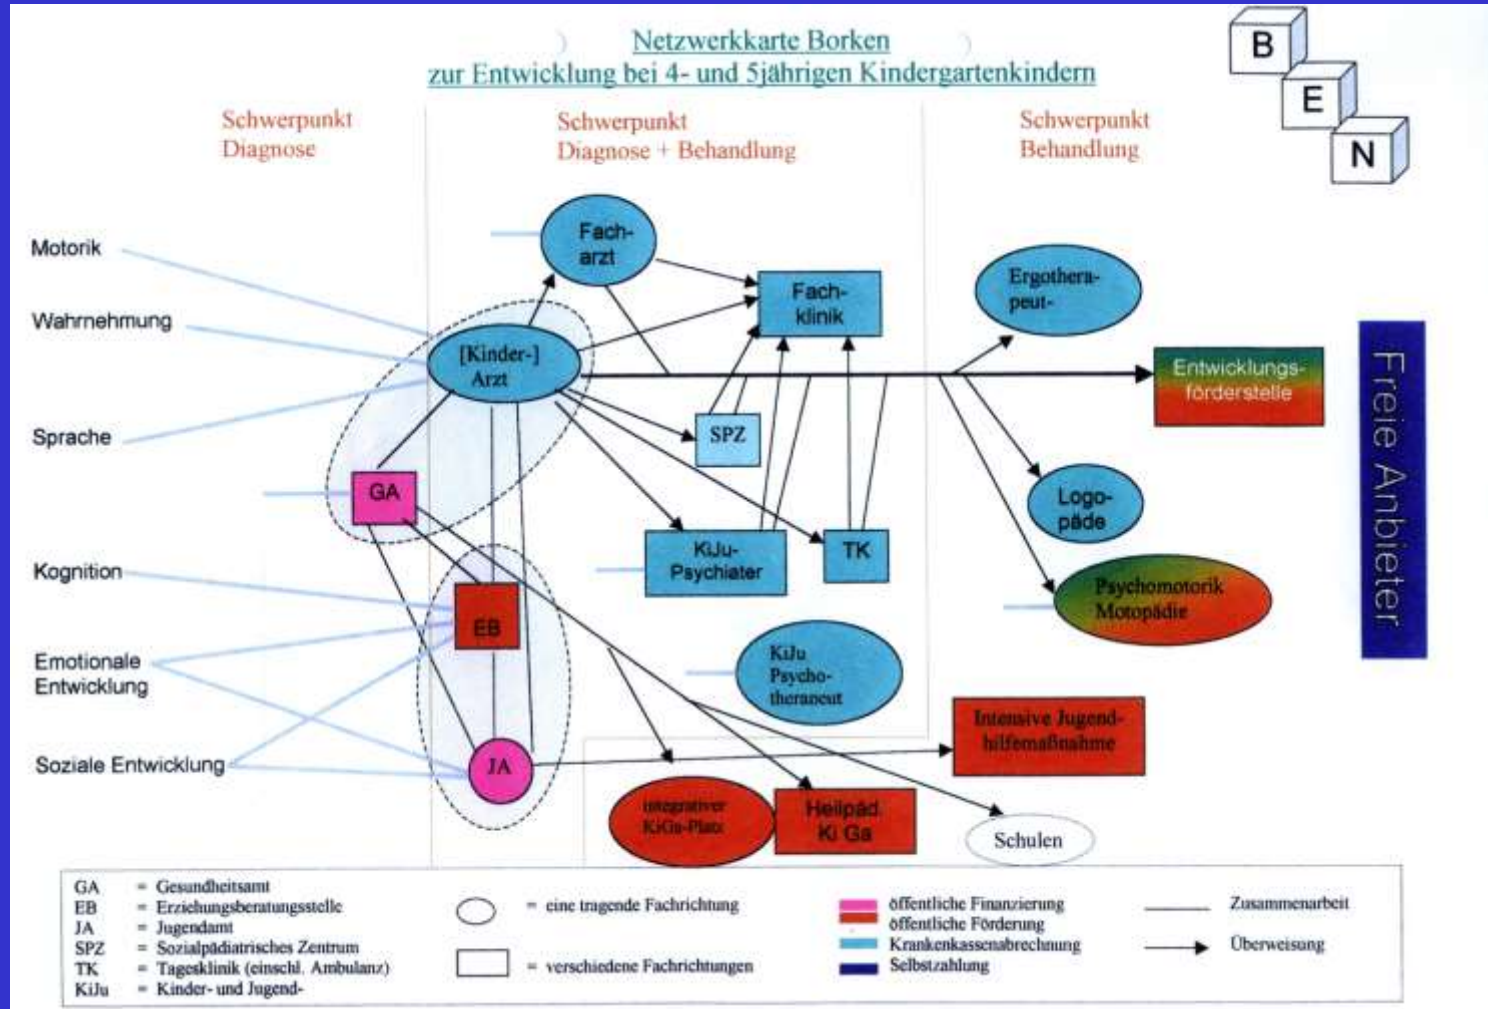 Netzwerkkarte Borken
zur Entwicklung bei 4- und 5jährigen Kindergartenkindern
B
E
N
Schwerpunkt
Diagnose
Schwerpunkt
Diagnose + Behandlung
Schwerpunkt
Behandlung
Motorik
Wahrnehmung
Sprache
Kognition
Emotionale
Entwicklung
Soziale Entwicklung
Fach-
arzt
Fach-
klinik
[Kinder-]
Arzt
SPZ
GA
KiJu-
Psychiater
TK
EB
KiJu
Psycho-
theraneut
JA
Ergothera-
peut-
Entwicklungs-
förderstelle
Logo-
päde
Psychomotorik
Motopädie
Intensive Jugend-
hilfemaßnahme
integrativer
KiGa-Platz
Heilpäd.
Ki Ga
Schulen
Freie Anbieter
GA = Gesundheitsamt
EB = Erziehungsberatungsstelle
JA = Jugendamt
SPZ = Sozialpädiatrisches Zentrum
TK = Tagesklinik (einschl. Ambulanz)
KiJu = Kinder- und Jugend-
= eine tragende Fachrichtung
= verschiedene Fachrichtungen
öffentliche Finanzierung
öffentliche Förderung
Krankenkassenabrechnung
Selbstzahlung
Zusammenarbeit
Überweisung